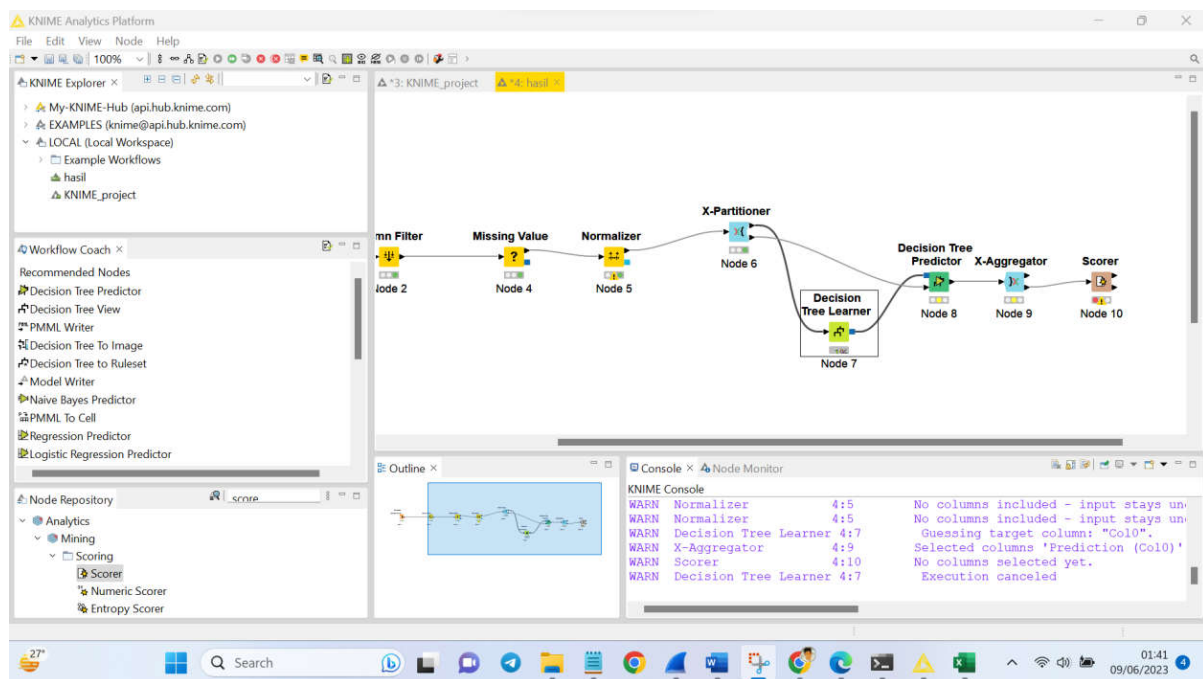 KNIME Analytics Platform
File Edit View Node Help
100%
KNIME Explorer
My-KNIME-Hub (api.hub.knime.com)
EXAMPLES (knime@api.hub.knime.com)
LOCAL (Local Workspace)
Example Workflows
hasil
KNIME_project
Workflow Coach
Recommended Nodes
Decision Tree Predictor
Decision Tree View
PMML Writer
Decision Tree To Image
Decision Tree to Ruleset
Model Writer
Naive Bayes Predictor
PMML To Cell
Regression Predictor
Logistic Regression Predictor
Node Repository
score
Analytics
Mining
Scoring
Scorer
Numeric Scorer
Entropy Scorer
*3: KNIME_project
*4: hasil
mn Filter
Node 2
Missing Value
Node 4
Normalizer
Node 5
X-Partitioner
Node 6
Decision
Tree Learner
Node 7
Decision Tree
Predictor
Node 8
X-Aggregator
Node 9
Scorer
Node 10
Outline
Console
Node Monitor
KNIME Console
WARN Normalizer 4:5 No columns included - input stays un
WARN Normalizer 4:5 No columns included - input stays un
WARN Decision Tree Learner 4:7 Guessing target column: "Col0".
WARN X-Aggregator 4:9 Selected columns 'Prediction (Col0)'
WARN Scorer 4:10 No columns selected yet.
WARN Decision Tree Learner 4:7 Execution canceled
27°
Search
01:41
09/06/2023
4